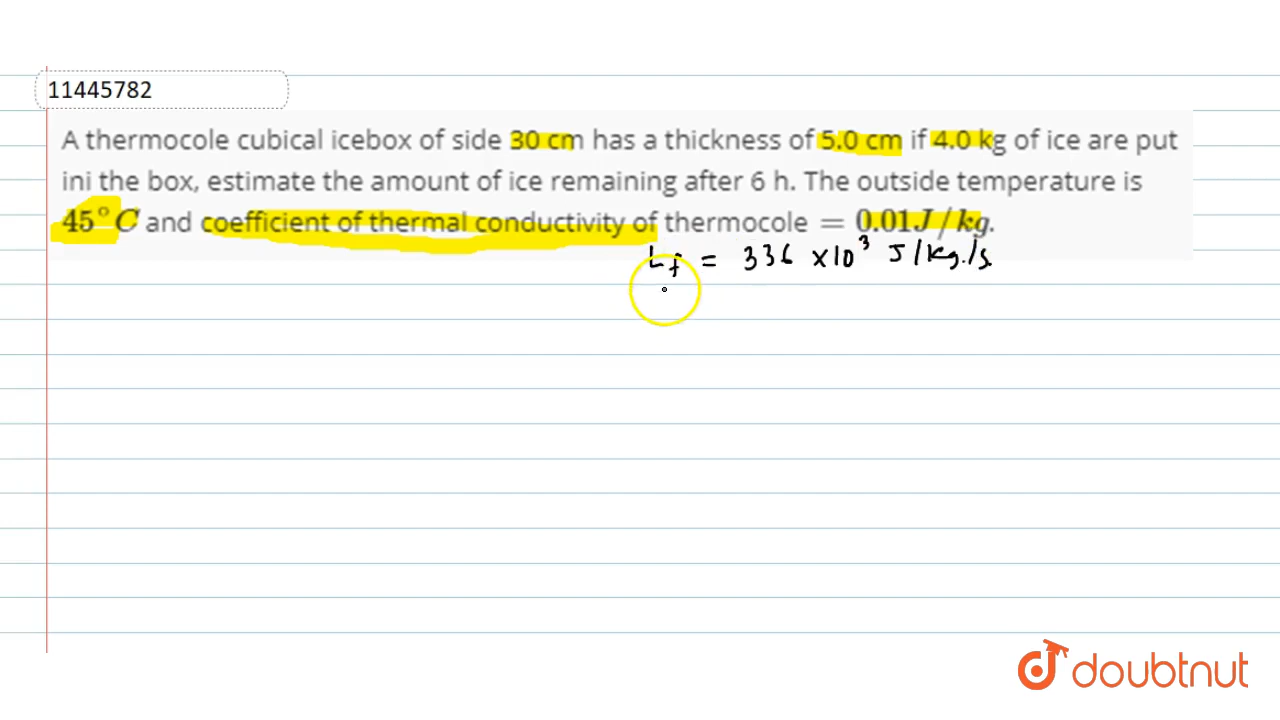 11445782
A thermocole cubical icebox of side 30 cm has a thickness of 5.0 cm if 4.0 kg of ice are put
ini the box, estimate the amount of ice remaining after 6 h. The outside temperature is
45°C and coefficient of thermal conductivity of thermocole = 0.01J/kg.
Lf = 336 ×10³ J/kg./s
doubtnut